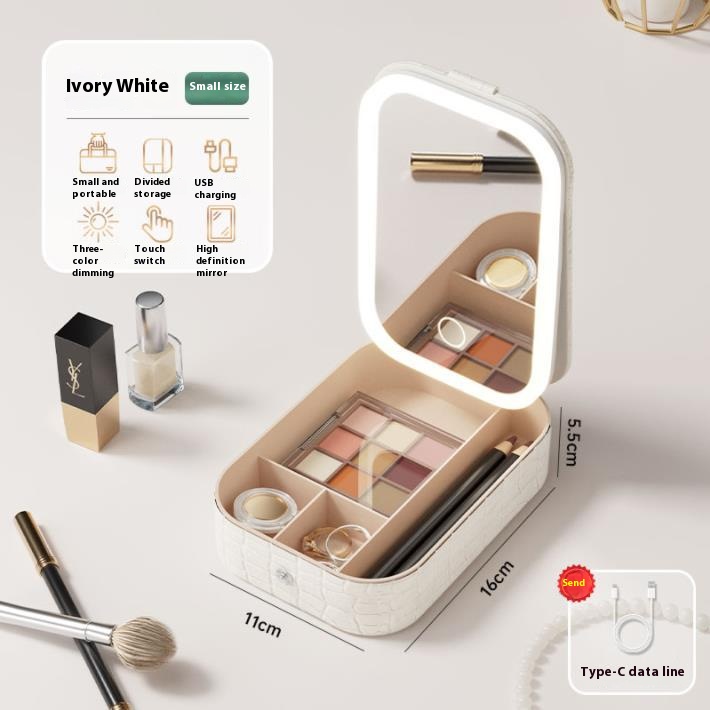 Ivory White
Small size
Small and
portable
Divided
storage
USB
charging
Three-
color
dimming
Touch
switch
High
definition
mirror
YSL
5.5cm
16cm
11cm
Send
Type-C data line